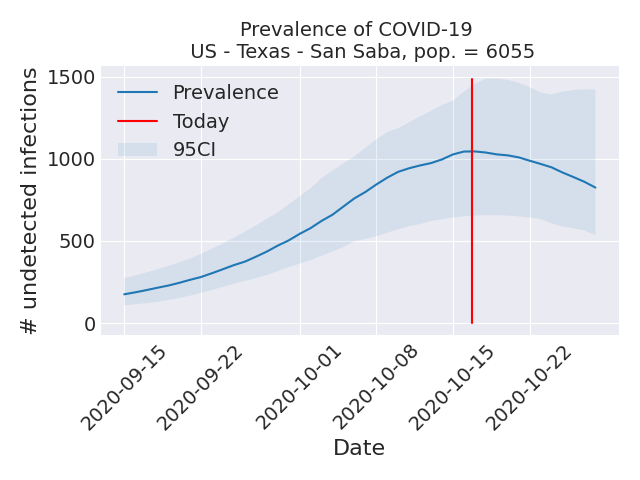 Prevalence of COVID-19
US - Texas - San Saba, pop. = 6055
# undetected infections
1500
1000
500
0
Prevalence
Today
95CI
2020-09-15
2020-09-22
2020-10-01
2020-10-08
2020-10-15
2020-10-22
Date